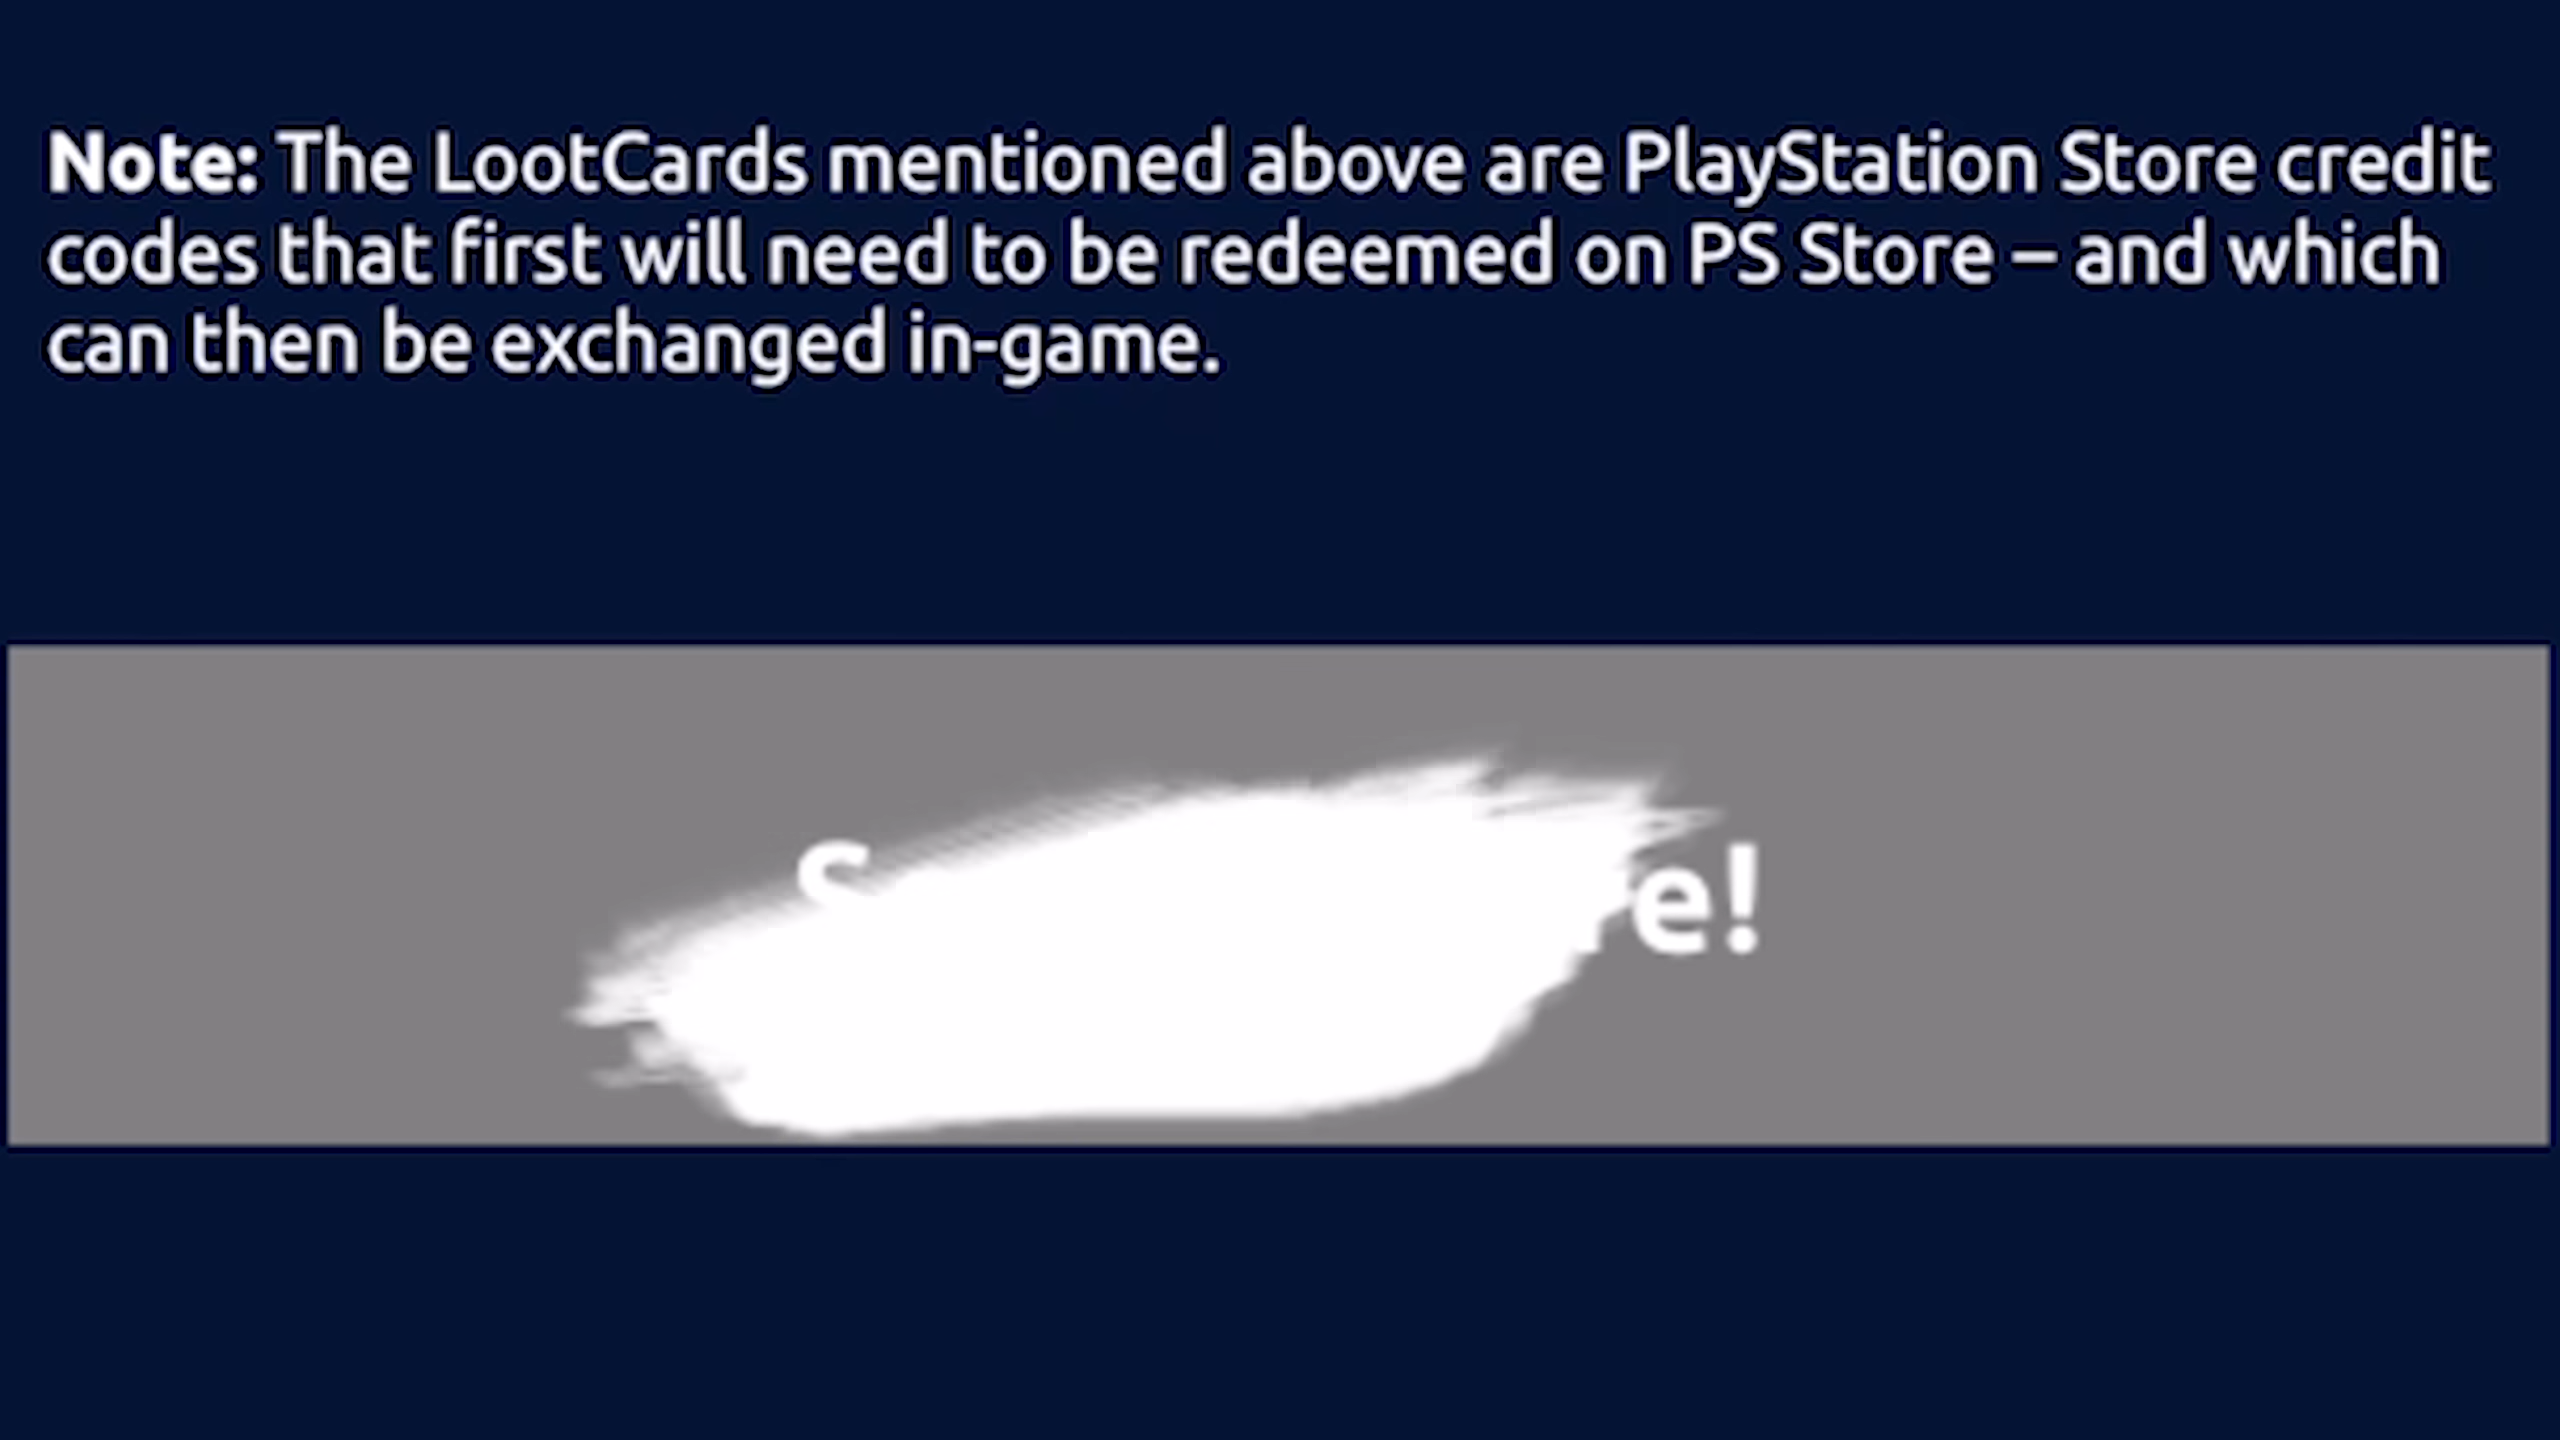 Note: The LootCards mentioned above are PlayStation Store credit
codes that first will need to be redeemed on PS Store – and which
can then be exchanged in-game.